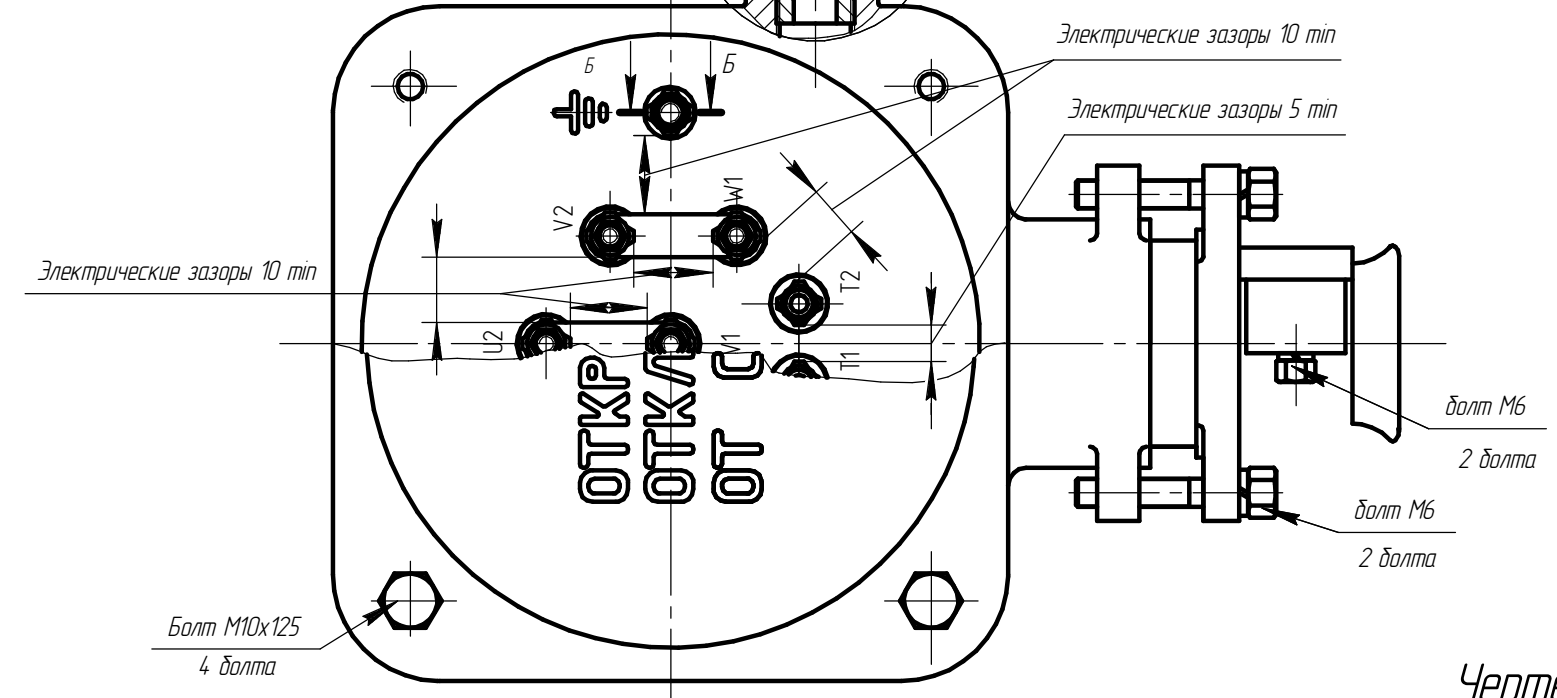 Электрические зазоры 10 min
Б
Б
Электрические зазоры 5 min
V2
W1
Электрические зазоры 10 min
T2
U2
V1
T1
ОТКР
ОТКЛ
ОТ С
болт М6
2 болта
болт М6
2 болта
Болт М10х125
4 болта